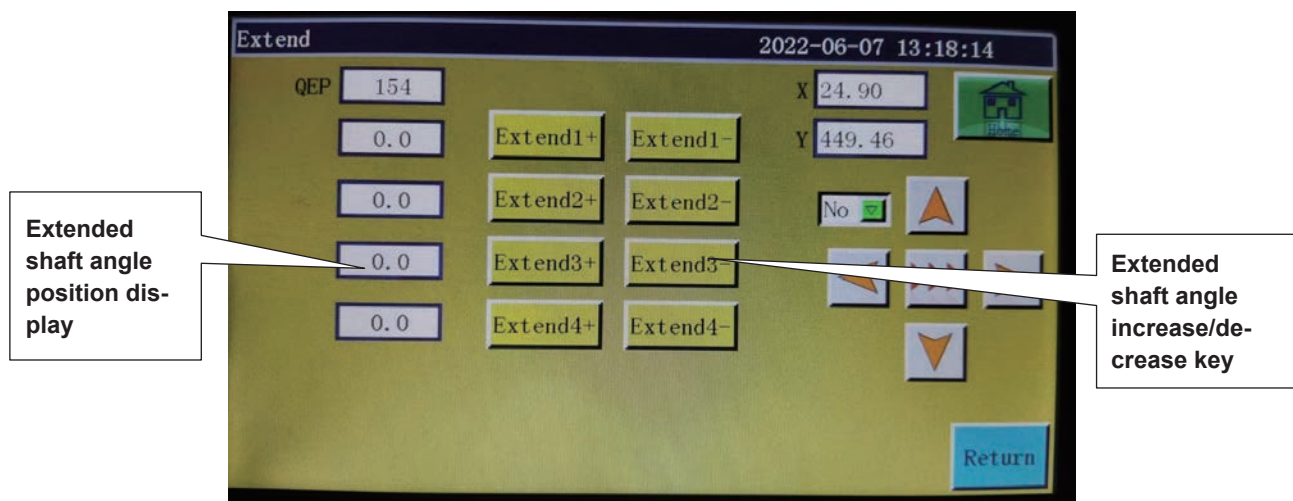 Extend
2022-06-07 13:18:14
QEP 154
X 24.90
Home
0.0 Extend1+ Extend1-
Y 449.46
0.0 Extend2+ Extend2-
No
0.0 Extend3+ Extend3-
0.0 Extend4+ Extend4-
Return
Extended
shaft angle
position dis-
play
Extended
shaft angle
increase/de-
crease key